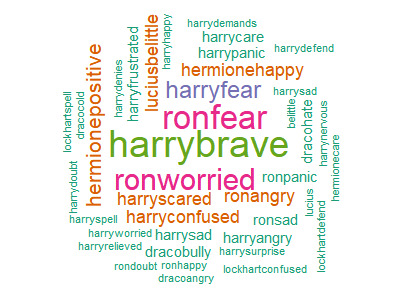 harrydemands
harrycare
harrypanic
harrydefend
hermionehappy
harrysad
harryfear
ronfear
harrybrave
ronworried
ronpanic
harryscared
ronangry
harryconfused
ronsad
harryspell
harryworried
harrysad
harryangry
harryrelieved
dracobully
harrysurprise
rondoubt
ronhappy
lockhartconfused
dracoangry
lockhartspell
dracocold
hermionepositive
harrydoubt
harrydenies
harryfrustrated
luciusbelittle
harryhappy
belittle
dracohate
harrynervous
hermionecare
lucius
lockhartdefend